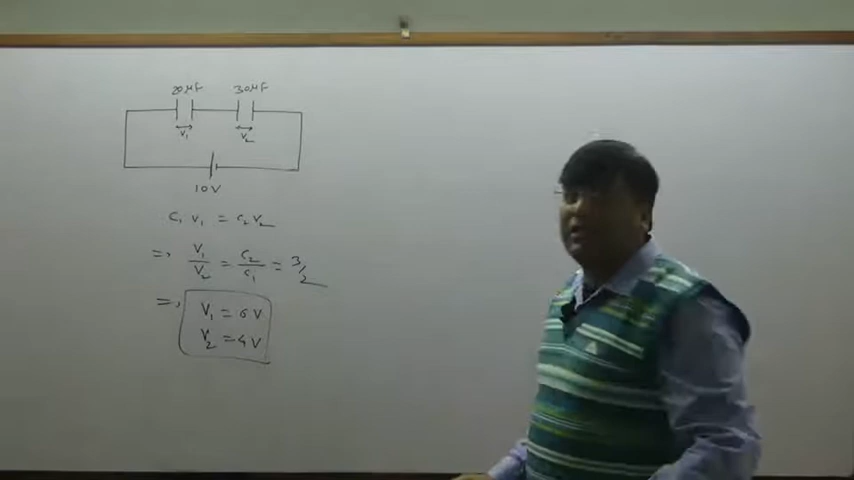 20μF 30μF
V₁ V₂
10V
C₁ V₁ = C₂ V₂
⇒, V₁/V₂ = C₂/C₁ = 3/2
⇒, V₁ = 6V
V₂ = 4V